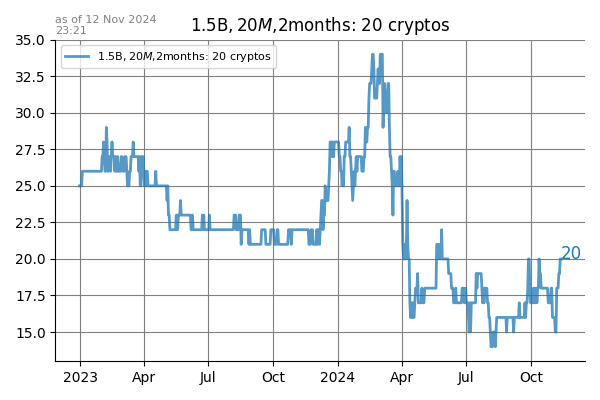 as of 12 Nov 2024
23:21
1.5B, 20M,2months: 20 cryptos
1.5B, 20M,2months: 20 cryptos
35.0
32.5
30.0
27.5
25.0
22.5
20.0
17.5
15.0
20
2023 Apr Jul Oct 2024 Apr Jul Oct